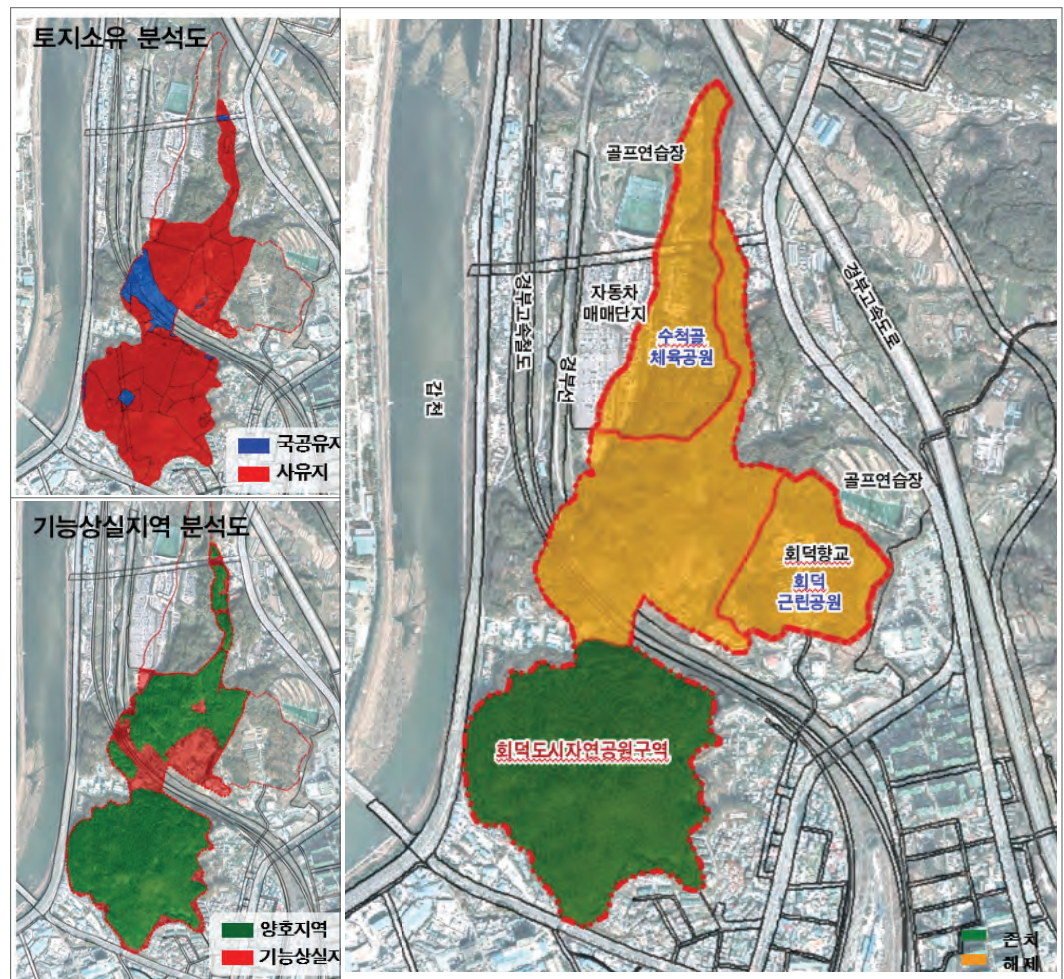 토지소유 분석도
국공유지
사유지
기능상실지역 분석도
양호지역
기능상실지
골프연습장
자동차
매매단지
수척골
체육공원
경부고속철도
경부선
갑천
경부고속도로
골프연습장
회덕향교
회덕
근린공원
회덕도시자연공원구역
존치
해제